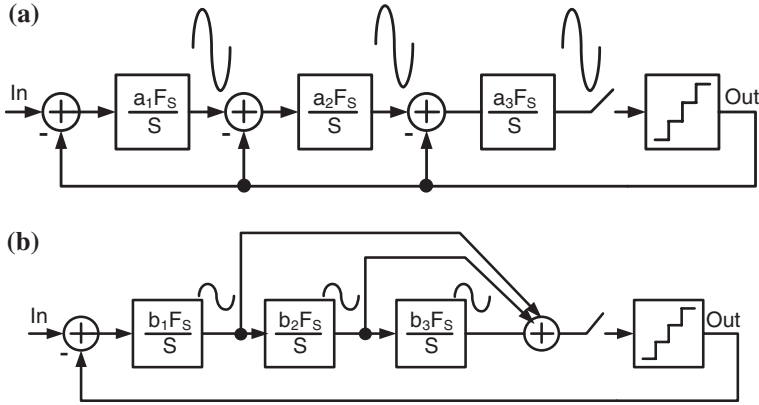 (a)
In
+
-
a₁Fₛ
S
+
-
a₂Fₛ
S
+
-
a₃Fₛ
S
Out
(b)
In
+
-
b₁Fₛ
S
b₂Fₛ
S
b₃Fₛ
S
+
Out